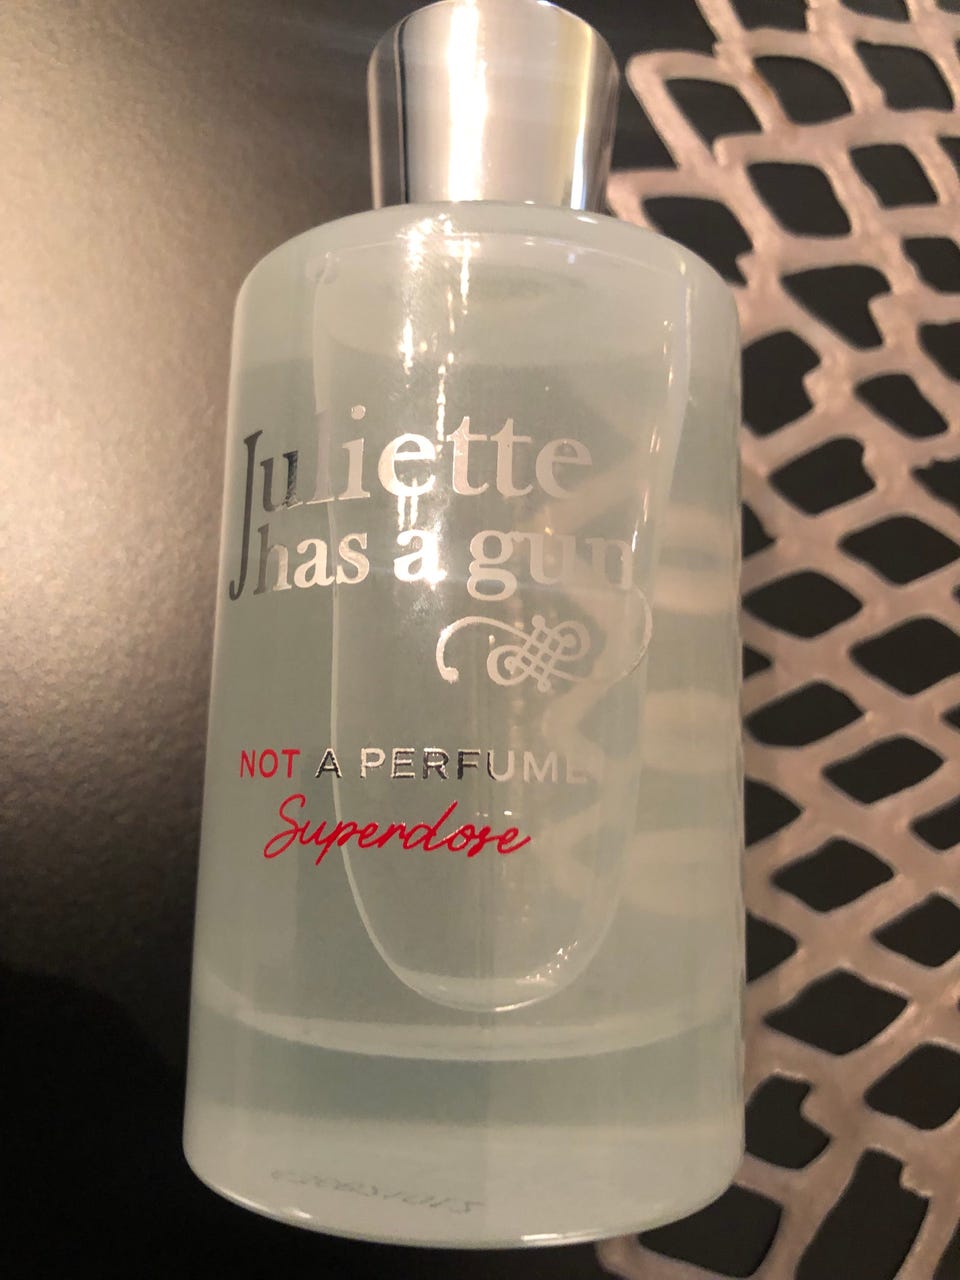 Juliette
has a gun
NOT A PERFUME
Superdose